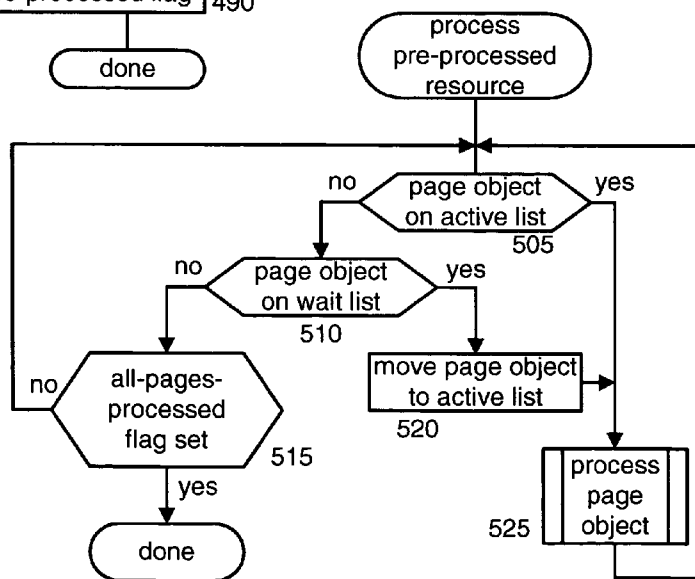 -processed flag
490
done
process
pre-processed
resource
no
page object
on active list
yes
505
no
page object
on wait list
yes
510
no
all-pages-
processed
flag set
515
move page object
to active list
520
yes
process
page
object
525
done